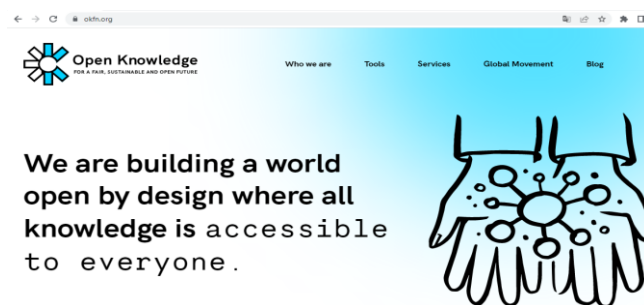 okfn.org
Open Knowledge
FOR A FAIR, SUSTAINABLE AND OPEN FUTURE
Who we are
Tools
Services
Global Movement
Blog
We are building a world
open by design where all
knowledge is accessible
to everyone.